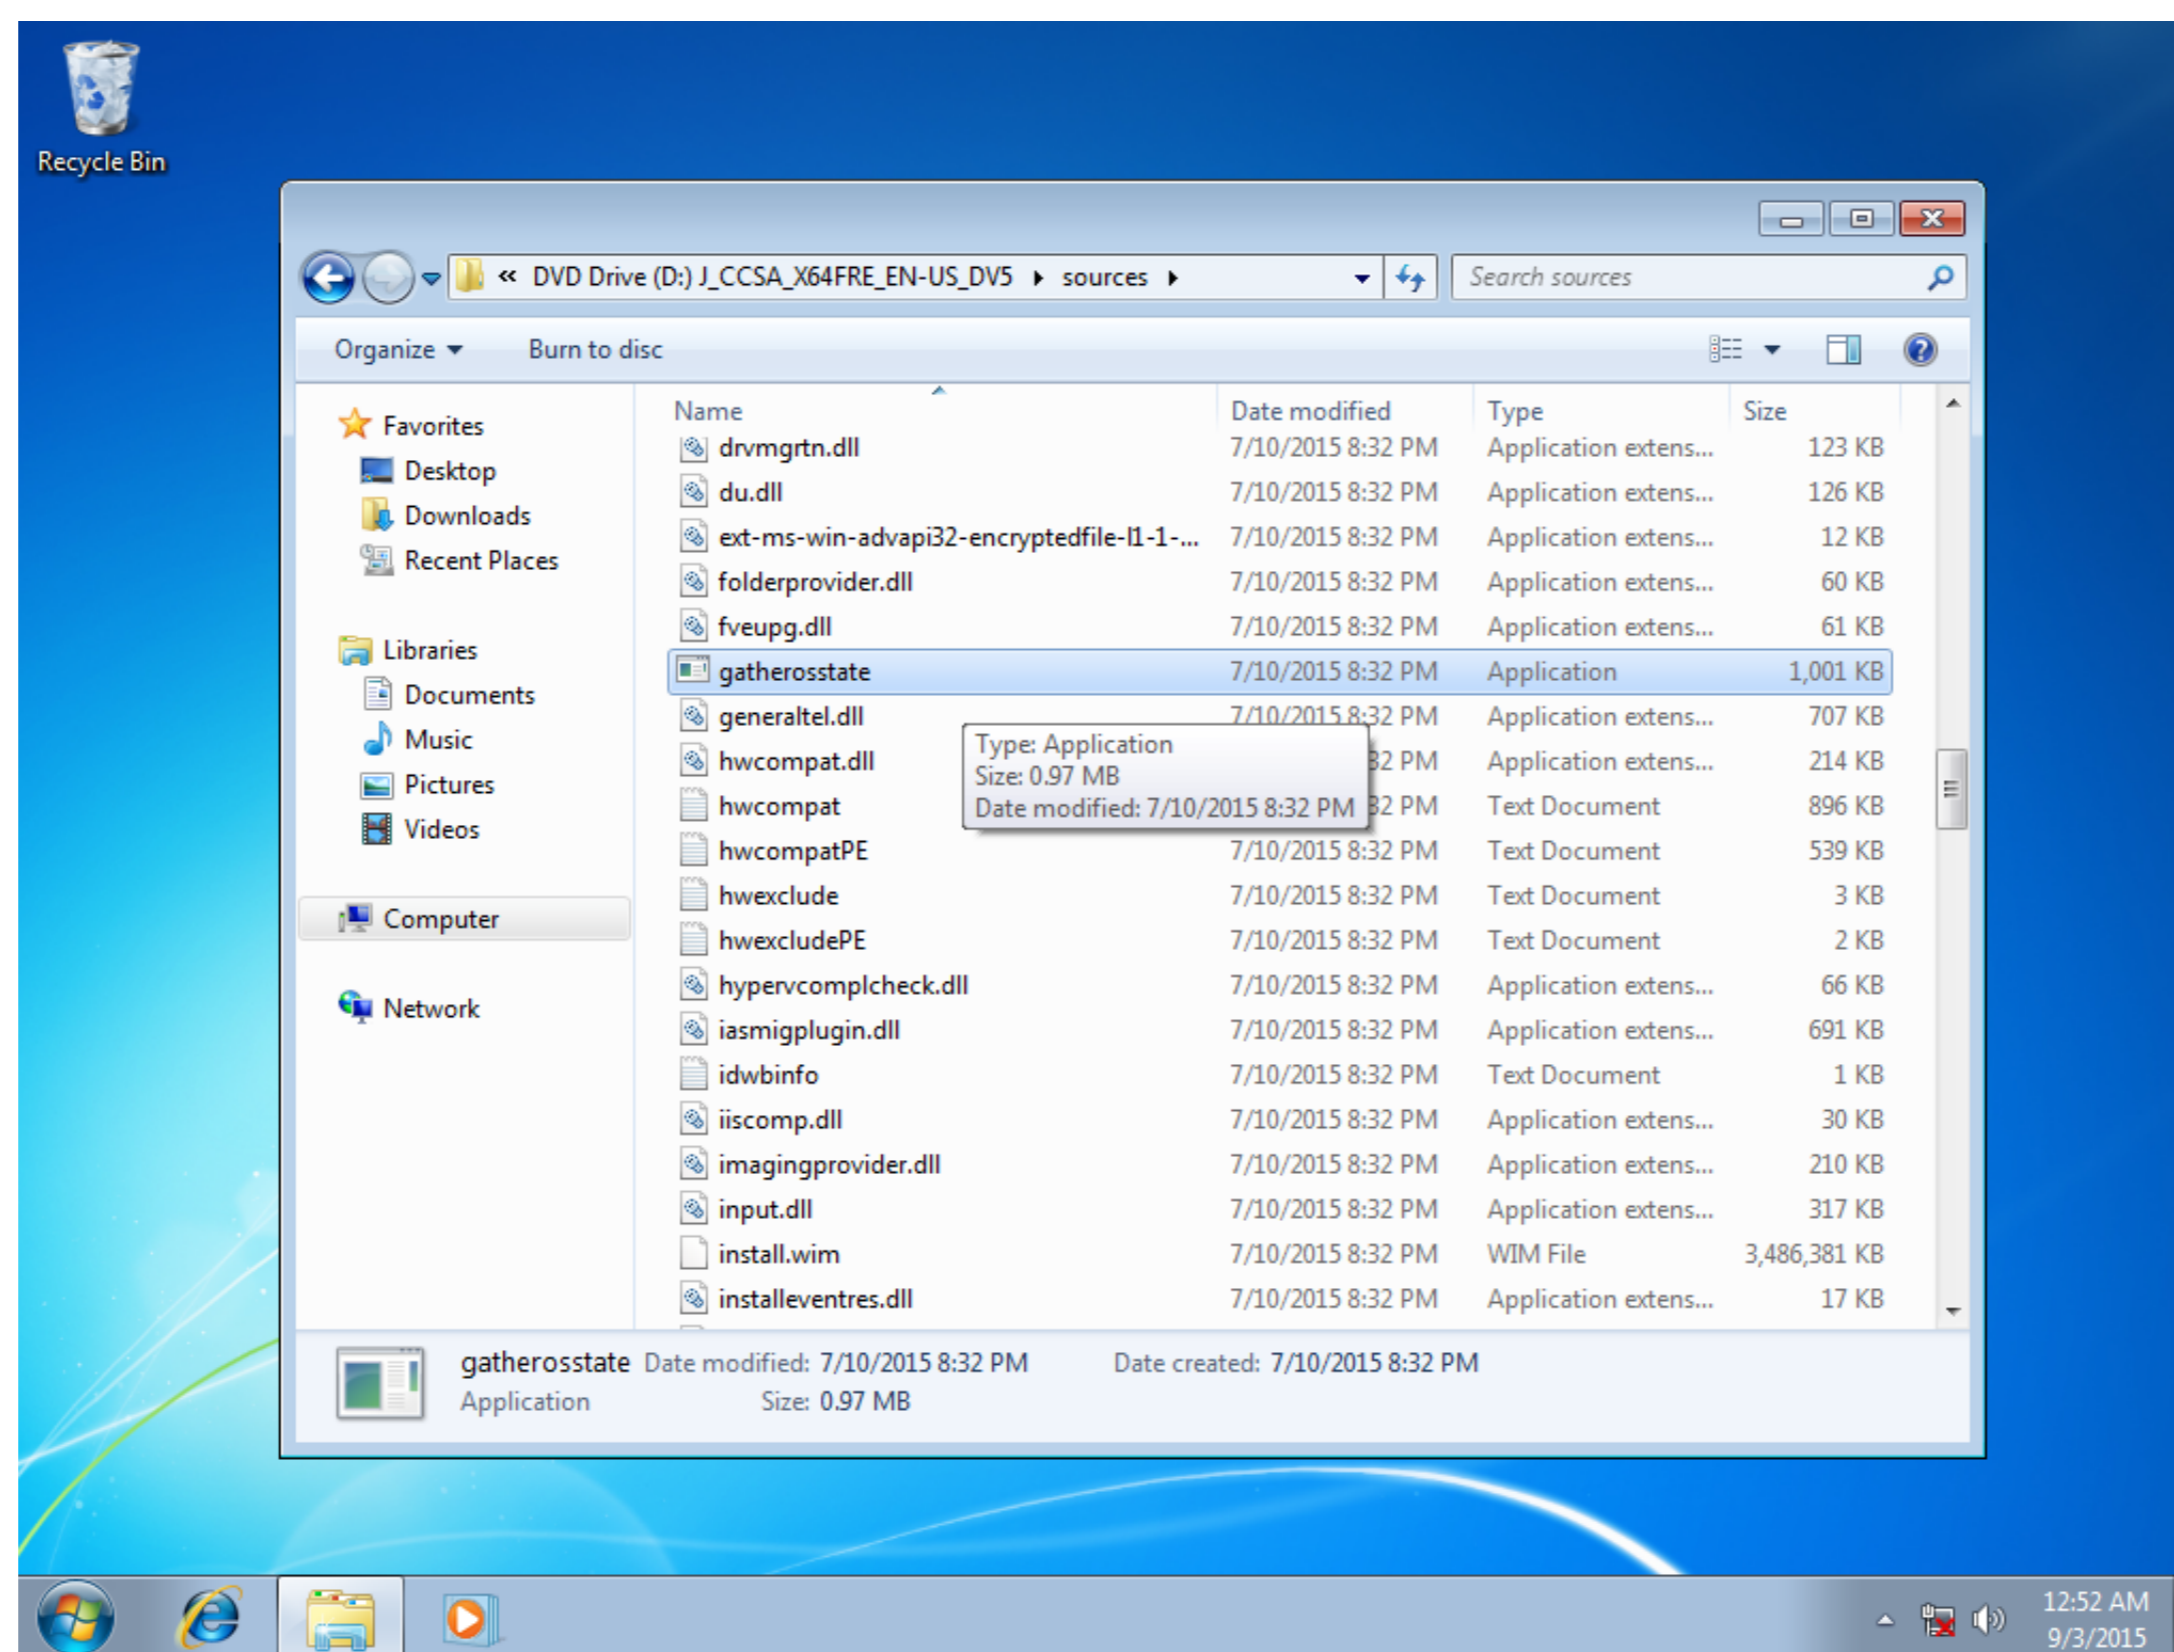 Recycle Bin
« DVD Drive (D:) J_CCSA_X64FRE_EN-US_DV5 sources
Search sources
Organize
Burn to disc
Favorites
Desktop
Downloads
Recent Places
Libraries
Documents
Music
Pictures
Videos
Computer
Network
Name Date modified Type Size
drvmgrtn.dll 7/10/2015 8:32 PM Application extens... 123 KB
du.dll 7/10/2015 8:32 PM Application extens... 126 KB
ext-ms-win-advapi32-encryptedfile-l1-1-... 7/10/2015 8:32 PM Application extens... 12 KB
folderprovider.dll 7/10/2015 8:32 PM Application extens... 60 KB
fveupg.dll 7/10/2015 8:32 PM Application extens... 61 KB
gatherosstate 7/10/2015 8:32 PM Application 1,001 KB
generaltel.dll 7/10/2015 8:32 PM Application extens... 707 KB
hwcompat.dll 32 PM Application extens... 214 KB
hwcompat 32 PM Text Document 896 KB
Type: Application
Size: 0.97 MB
Date modified: 7/10/2015 8:32 PM
hwcompatPE 7/10/2015 8:32 PM Text Document 539 KB
hwexclude 7/10/2015 8:32 PM Text Document 3 KB
hwexcludePE 7/10/2015 8:32 PM Text Document 2 KB
hypervcomplcheck.dll 7/10/2015 8:32 PM Application extens... 66 KB
iasmigplugin.dll 7/10/2015 8:32 PM Application extens... 691 KB
idwbinfo 7/10/2015 8:32 PM Text Document 1 KB
iiscomp.dll 7/10/2015 8:32 PM Application extens... 30 KB
imagingprovider.dll 7/10/2015 8:32 PM Application extens... 210 KB
input.dll 7/10/2015 8:32 PM Application extens... 317 KB
install.wim 7/10/2015 8:32 PM WIM File 3,486,381 KB
installeventres.dll 7/10/2015 8:32 PM Application extens... 17 KB
gatherosstate Date modified: 7/10/2015 8:32 PM Date created: 7/10/2015 8:32 PM
Application Size: 0.97 MB
12:52 AM
9/3/2015